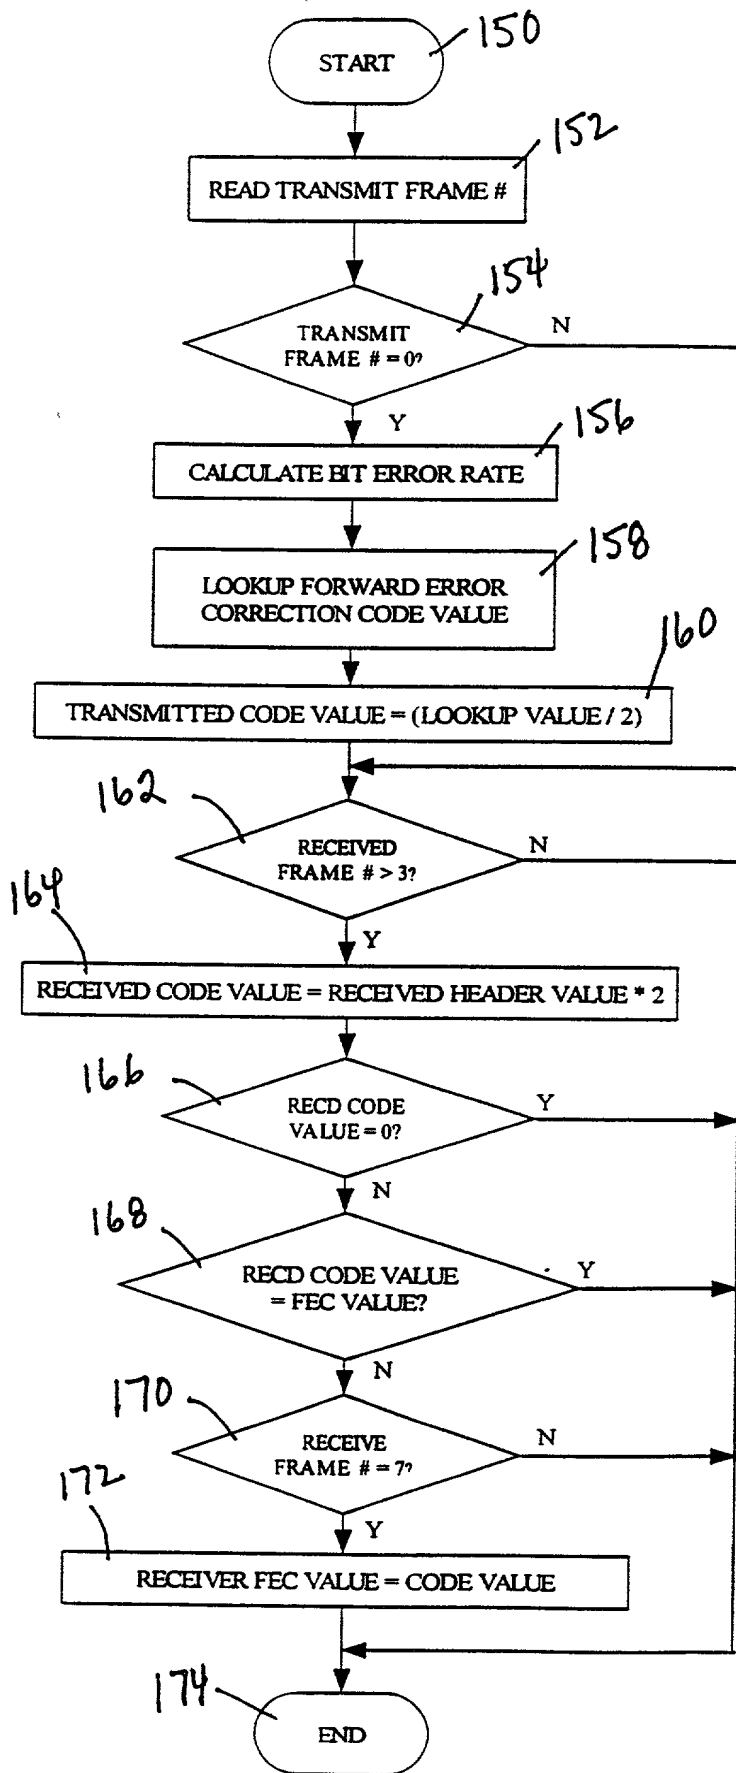 150
START
152
READ TRANSMIT FRAME #
154
TRANSMIT
FRAME # = 0?
N
Y
156
CALCULATE BIT ERROR RATE
158
LOOKUP FORWARD ERROR
CORRECTION CODE VALUE
160
TRANSMITTED CODE VALUE = (LOOKUP VALUE / 2)
162
RECEIVED
FRAME # > 3?
N
Y
164
RECEIVED CODE VALUE = RECEIVED HEADER VALUE * 2
166
RECD CODE
VALUE = 0?
Y
N
168
RECD CODE VALUE
= FEC VALUE?
Y
N
170
RECEIVE
FRAME # = 7?
N
Y
172
RECEIVER FEC VALUE = CODE VALUE
174
END